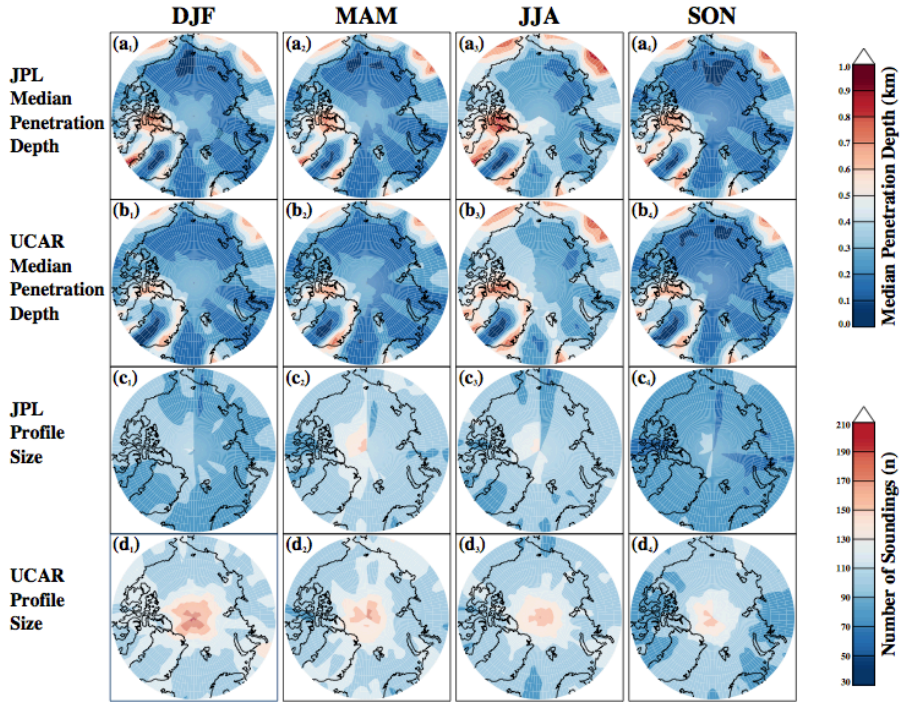 DJF MAM JJA SON
JPL
Median
Penetration
Depth
(a₁) (a₂) (a₃) (a₄)
UCAR
Median
Penetration
Depth
(b₁) (b₂) (b₃) (b₄)
JPL
Profile
Size
(c₁) (c₂) (c₃) (c₄)
UCAR
Profile
Size
(d₁) (d₂) (d₃) (d₄)
1.0
0.9
0.8
0.7
0.6
0.5
0.4
0.3
0.2
0.1
0.0
Median Penetration Depth (km)
210
190
170
150
130
110
90
70
50
30
Number of Soundings (n)